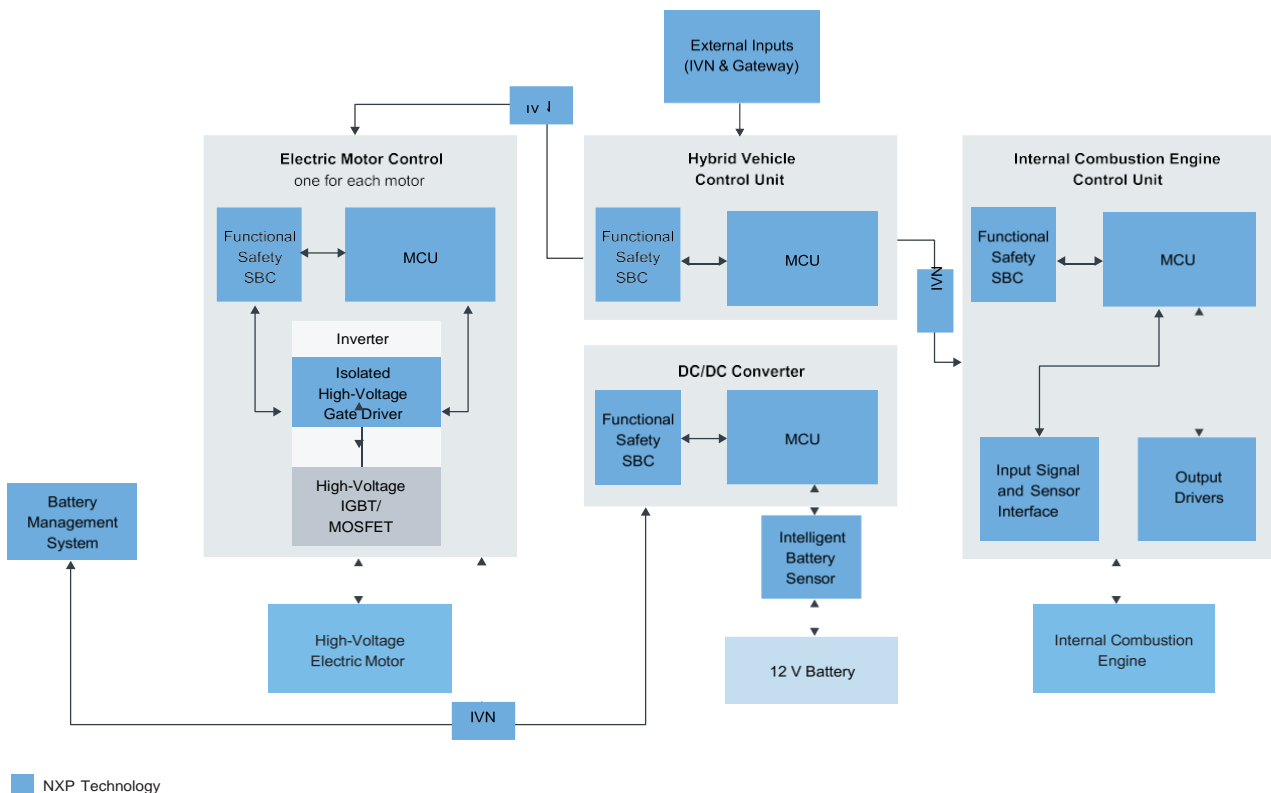 External Inputs
(IVN & Gateway)
Electric Motor Control
one for each motor
Functional
Safety
SBC
MCU
Inverter
Isolated
High-Voltage
Gate Driver
High-Voltage
IGBT/
MOSFET
Hybrid Vehicle
Control Unit
Functional
Safety
SBC
MCU
IVN
Internal Combustion Engine
Control Unit
Functional
Safety
SBC
MCU
Input Signal
and Sensor
Interface
Output
Drivers
DC/DC Converter
Functional
Safety
SBC
MCU
Battery
Management
System
Intelligent
Battery
Sensor
High-Voltage
Electric Motor
12 V Battery
Internal Combustion
Engine
IVN
NXP Technology